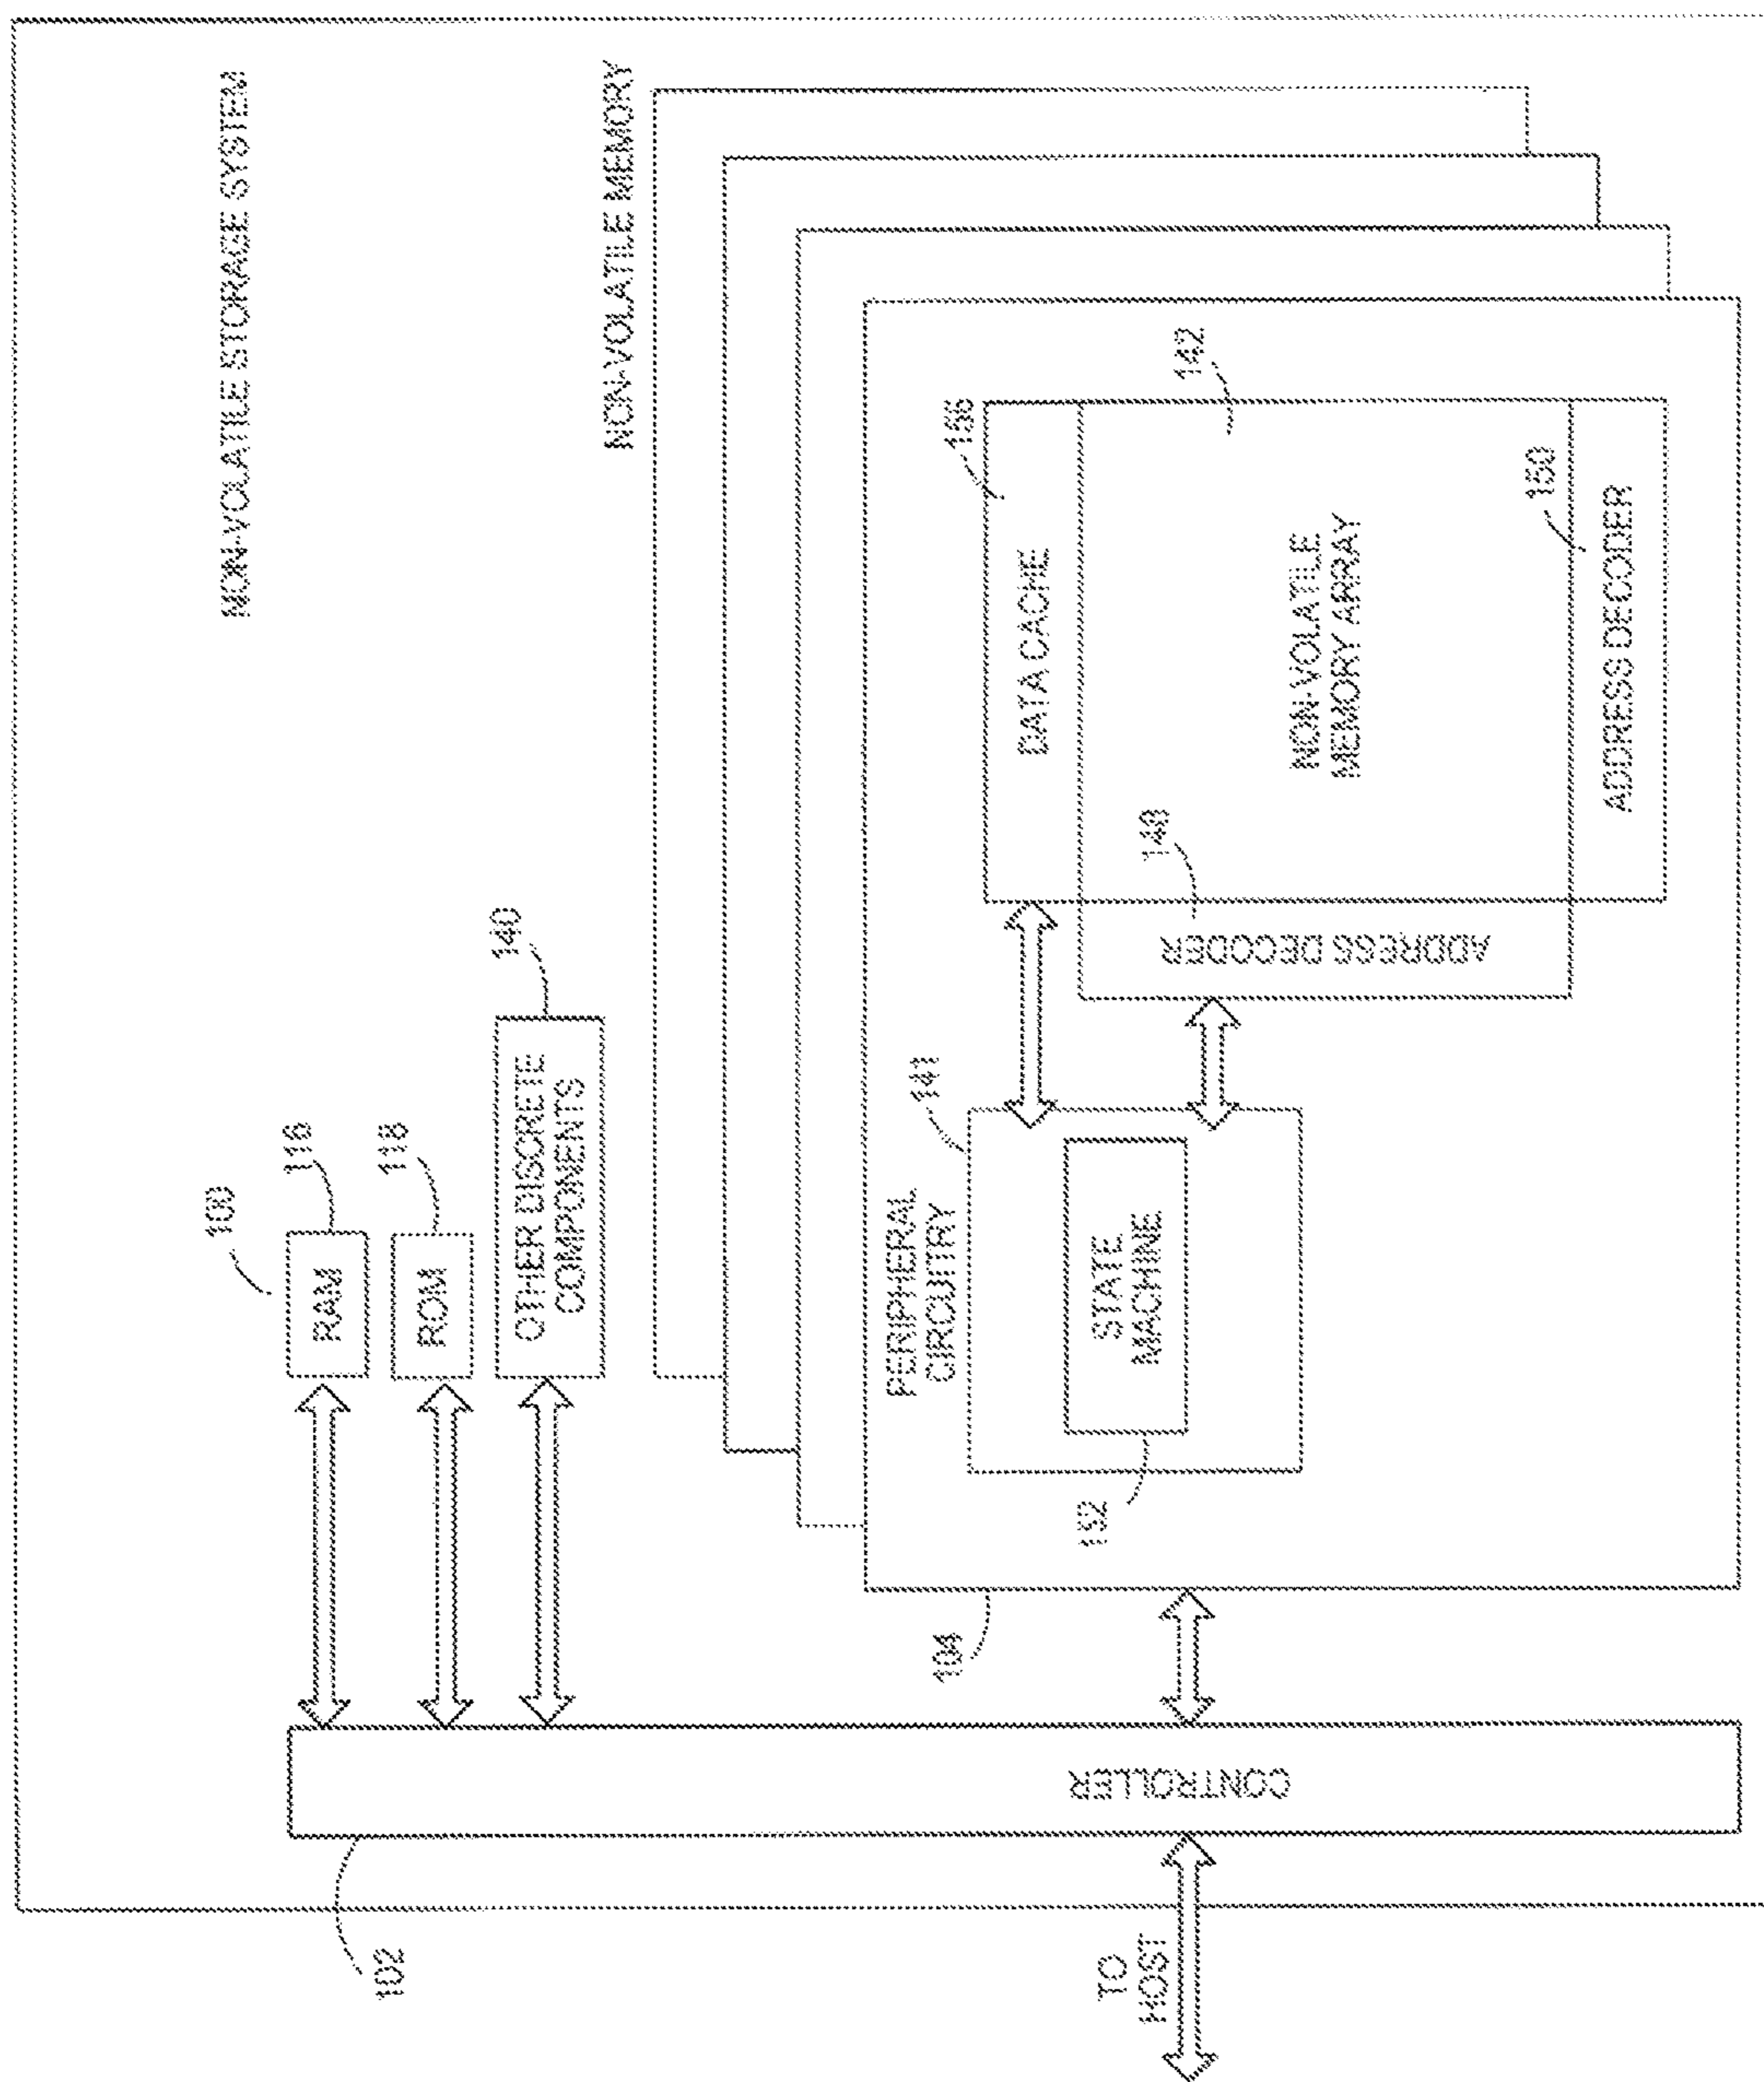 NON-VOLATILE STORAGE SYSTEM
100
RAM
116
ROM
118
OTHER DISCRETE
COMPONENTS
140
NON-VOLATILE MEMORY
102
CONTROLLER
TO
HOST
104
PERIPHERAL
CIRCUITRY
141
STATE
MACHINE
152
DATA CACHE
156
ADDRESS DECODER
148
NON-VOLATILE
MEMORY ARRAY
142
ADDRESS DECODER
150